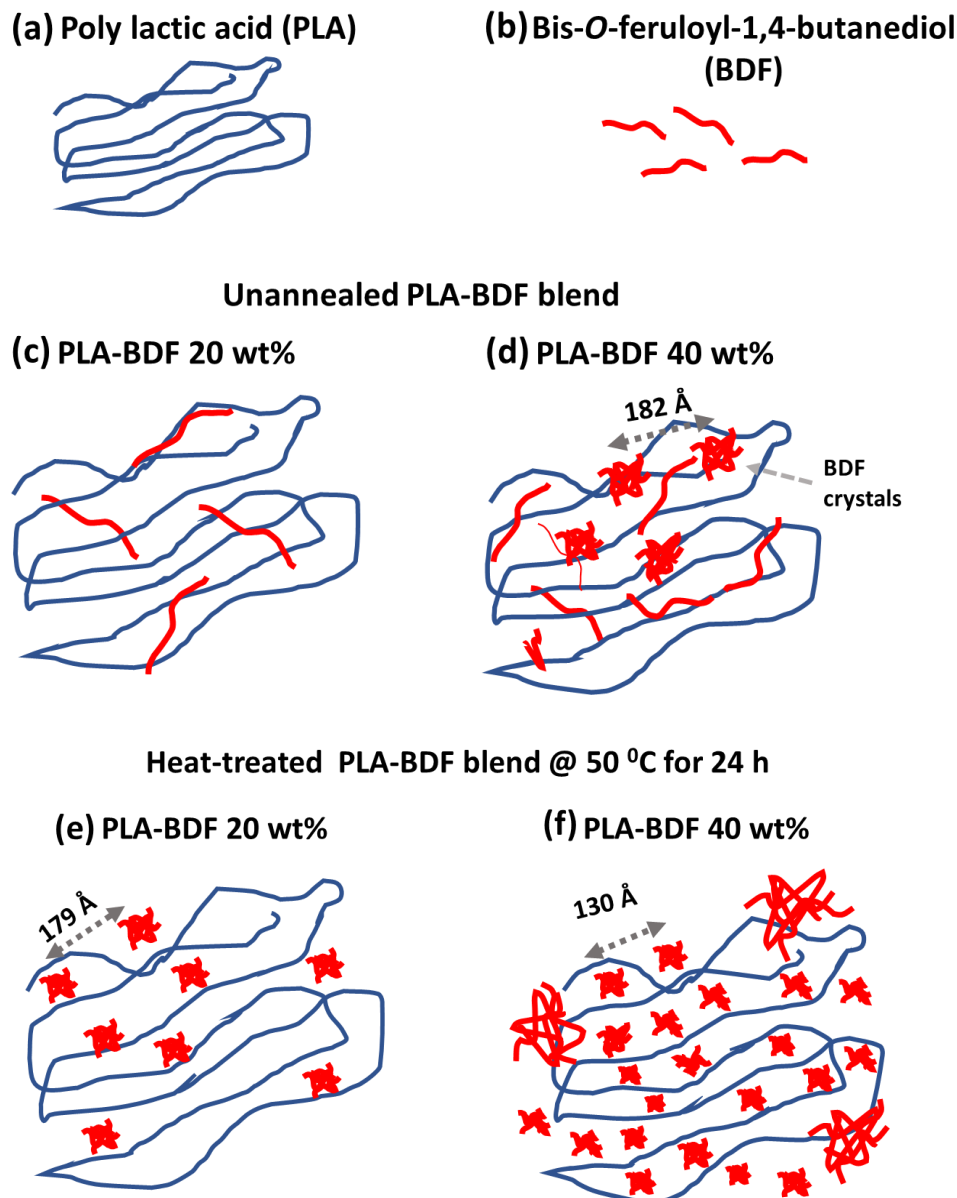 (a) Poly lactic acid (PLA)
(b) Bis-O-feruloyl-1,4-butanediol
(BDF)
Unannealed PLA-BDF blend
(c) PLA-BDF 20 wt%
(d) PLA-BDF 40 wt%
182 Å
BDF
crystals
Heat-treated PLA-BDF blend @ 50 ⁰C for 24 h
(e) PLA-BDF 20 wt%
(f) PLA-BDF 40 wt%
179 Å
130 Å